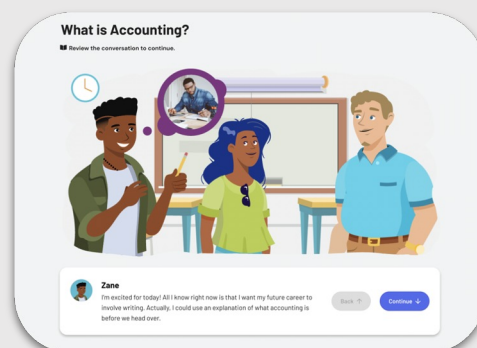 What is Accounting?
Review the conversation to continue.
Zane
I'm excited for today! All I know right now is that I want my future career to
involve writing. Actually, I could use an explanation of what accounting is
before we head over.
Back ↑
Continue ↓